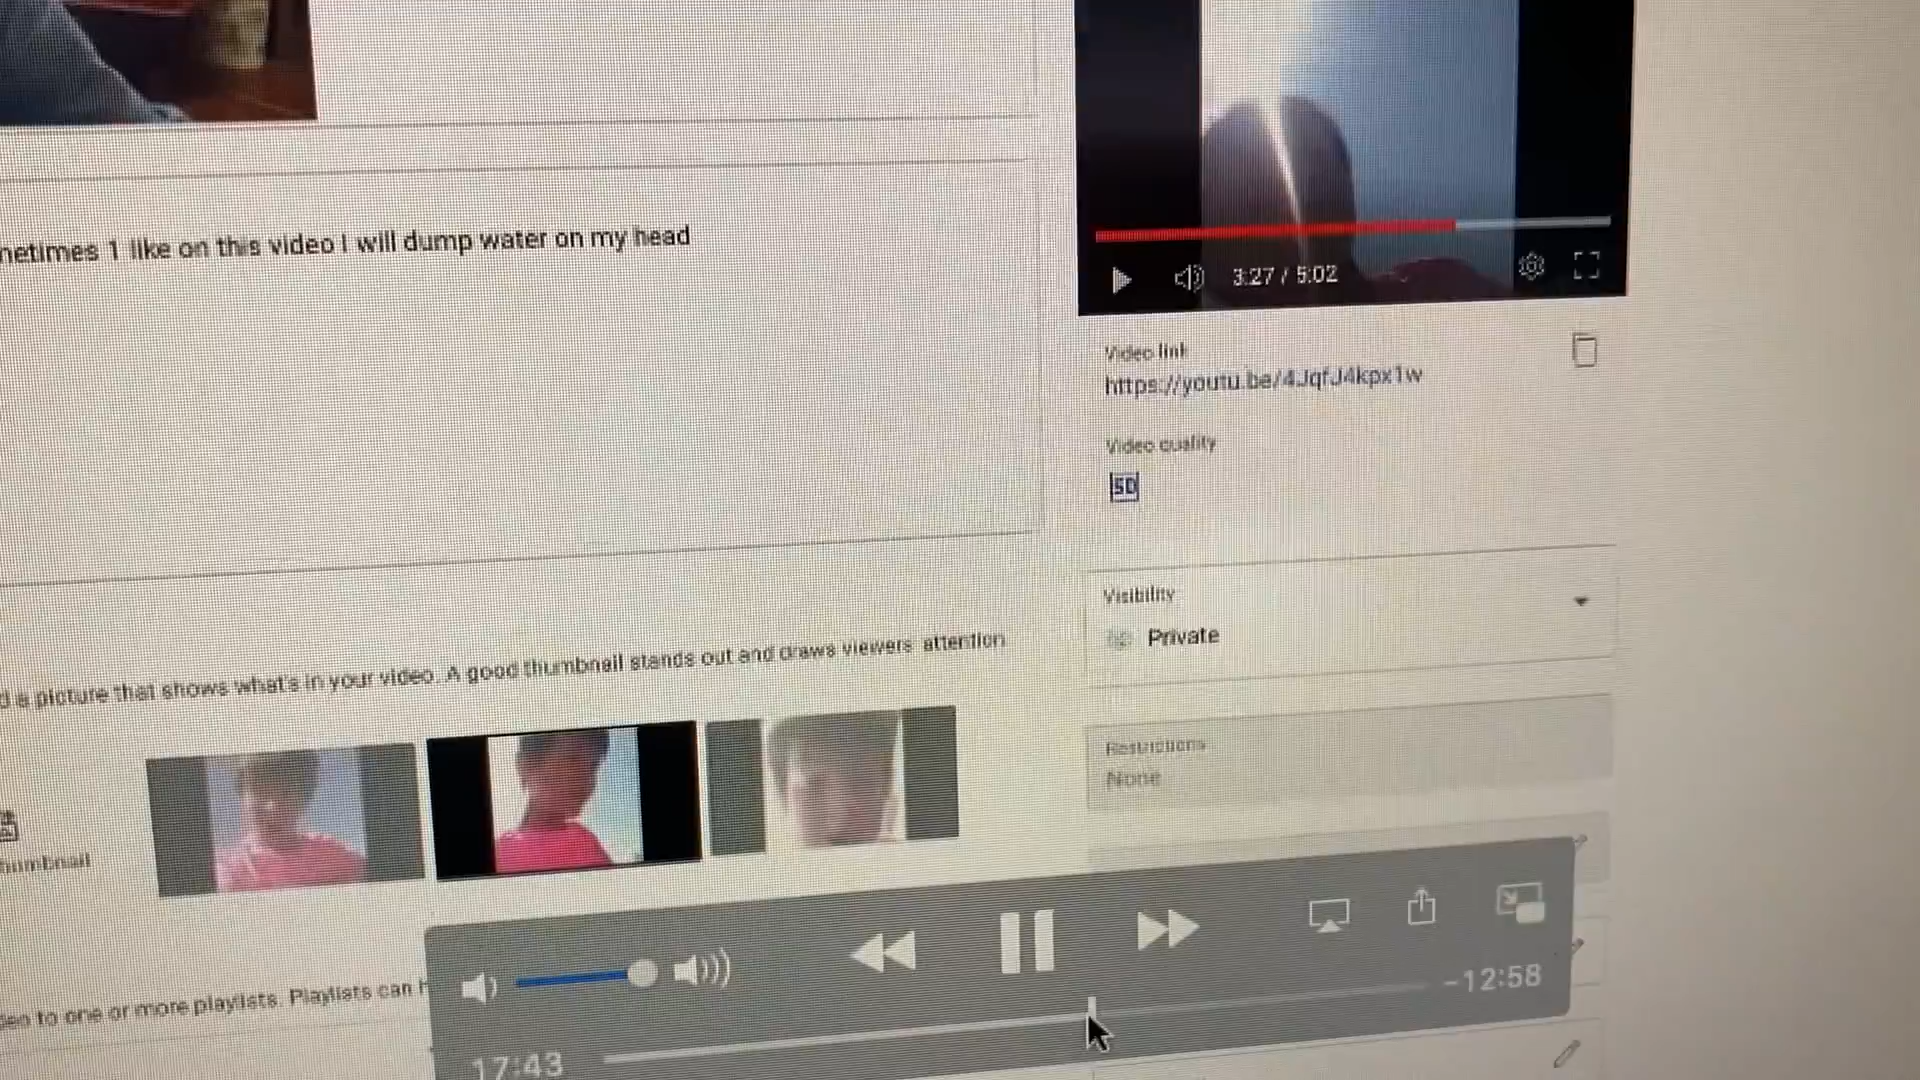 netimes 1 like on this video I will dump water on my head
3:27 / 5:02
Video link
https://youtu.be/4JqfJ4kpx1w
Video quality
SD
Visibility
Private
d a picture that shows what's in your video. A good thumbnail stands out and draws viewers' attention
Restrictions
None
humbnail
deo to one or more playlists. Playlists can h
-12:58
17:43